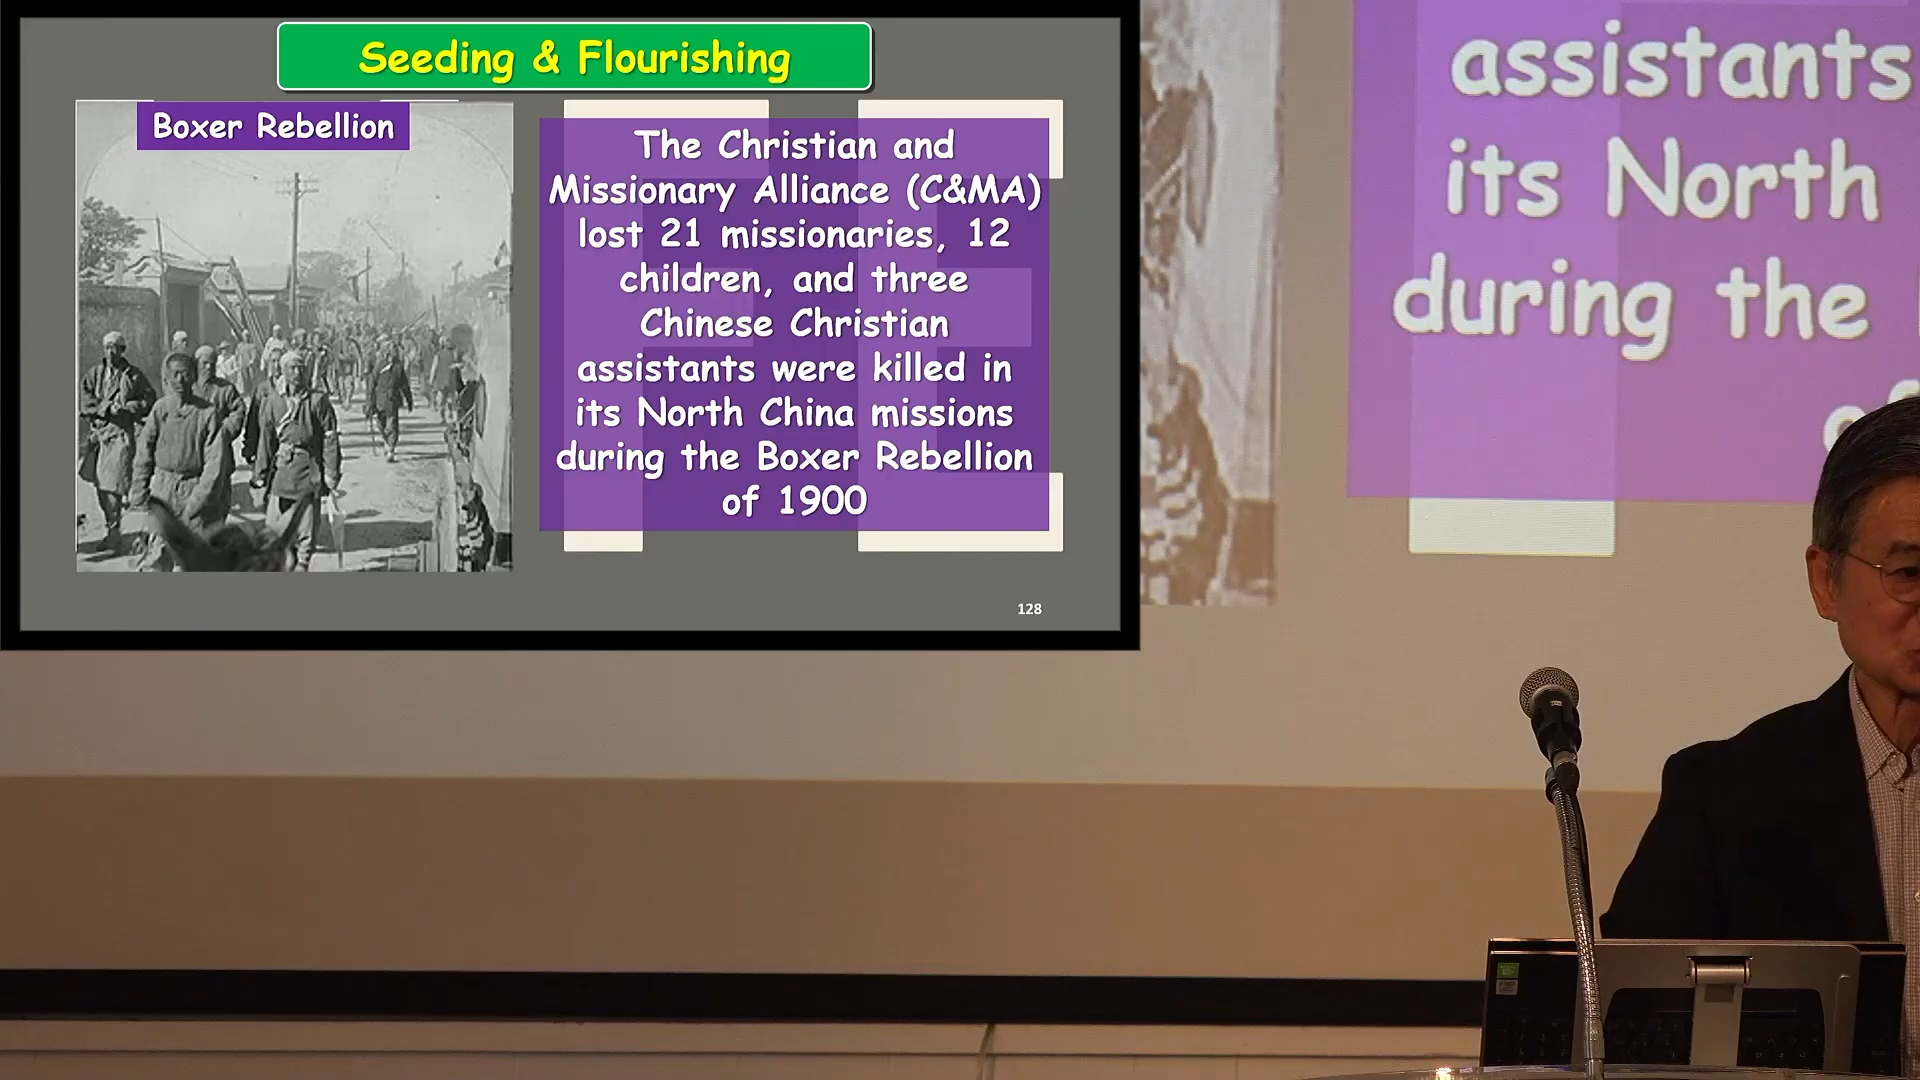 Seeding & Flourishing
Boxer Rebellion
The Christian and
Missionary Alliance (C&MA)
lost 21 missionaries, 12
children, and three
Chinese Christian
assistants were killed in
its North China missions
during the Boxer Rebellion
of 1900
128
assistants
its North
during the